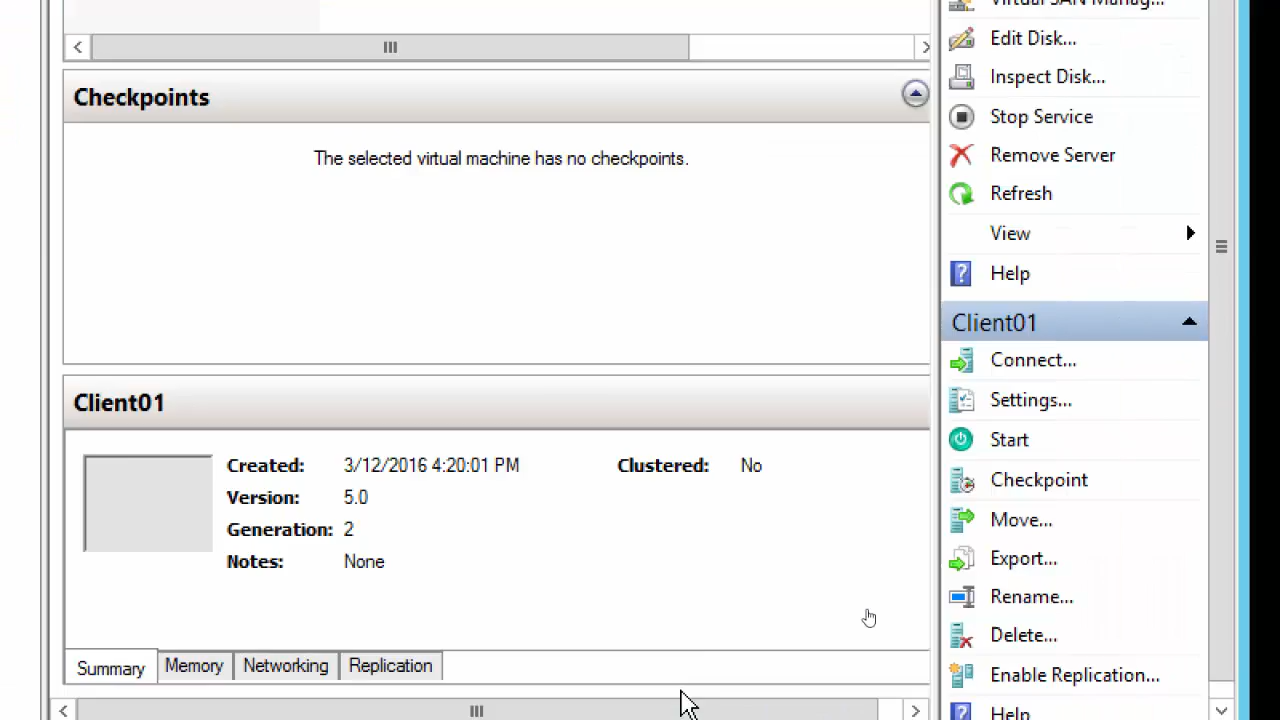 Checkpoints
The selected virtual machine has no checkpoints.
Client01
Created: 3/12/2016 4:20:01 PM Clustered: No
Version: 5.0
Generation: 2
Notes: None
Summary Memory Networking Replication
Virtual SAN Manag...
Edit Disk...
Inspect Disk...
Stop Service
Remove Server
Refresh
View
Help
Client01
Connect...
Settings...
Start
Checkpoint
Move...
Export...
Rename...
Delete...
Enable Replication...
Help